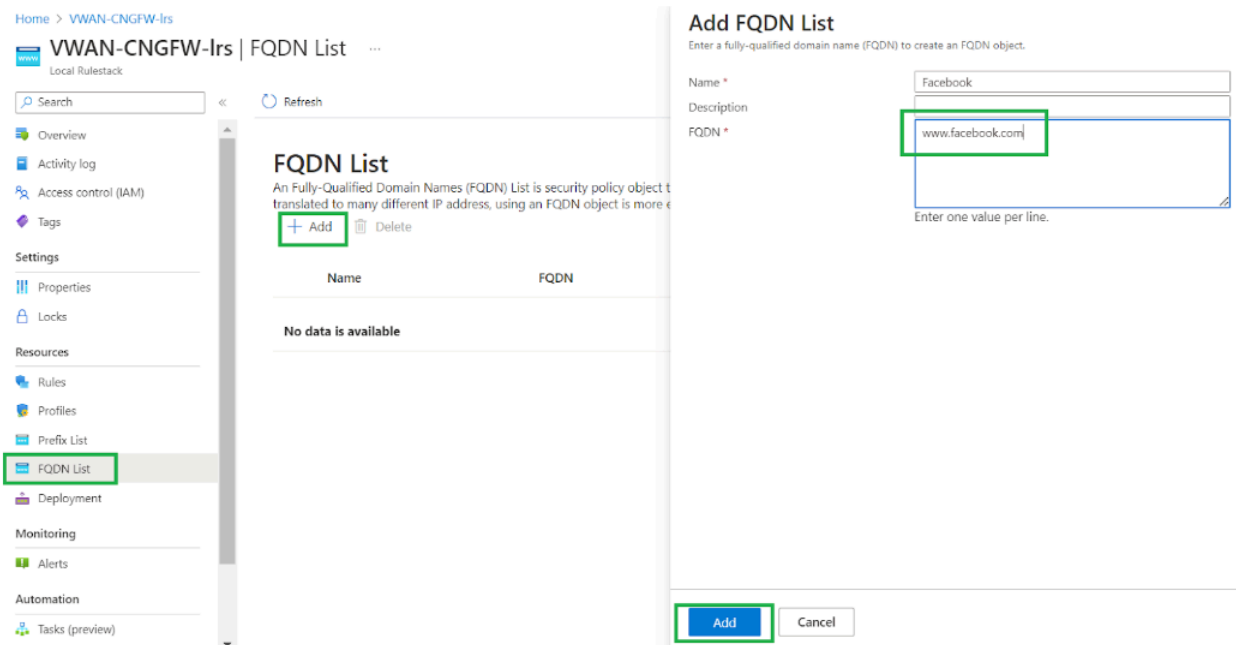 Home > VWAN-CNGFW-lrs
VWAN-CNGFW-lrs | FQDN List ...
Local Rulestack
Search
«
Overview
Activity log
Access control (IAM)
Tags
Settings
Properties
Locks
Resources
Rules
Profiles
Prefix List
FQDN List
Deployment
Monitoring
Alerts
Automation
Tasks (preview)
Refresh
FQDN List
An Fully-Qualified Domain Names (FQDN) List is security policy object t
translated to many different IP address, using an FQDN object is more e
+ Add Delete
Name FQDN
No data is available
Add FQDN List
Enter a fully-qualified domain name (FQDN) to create an FQDN object.
Name * Facebook
Description
FQDN * www.facebook.com
Enter one value per line.
Add Cancel